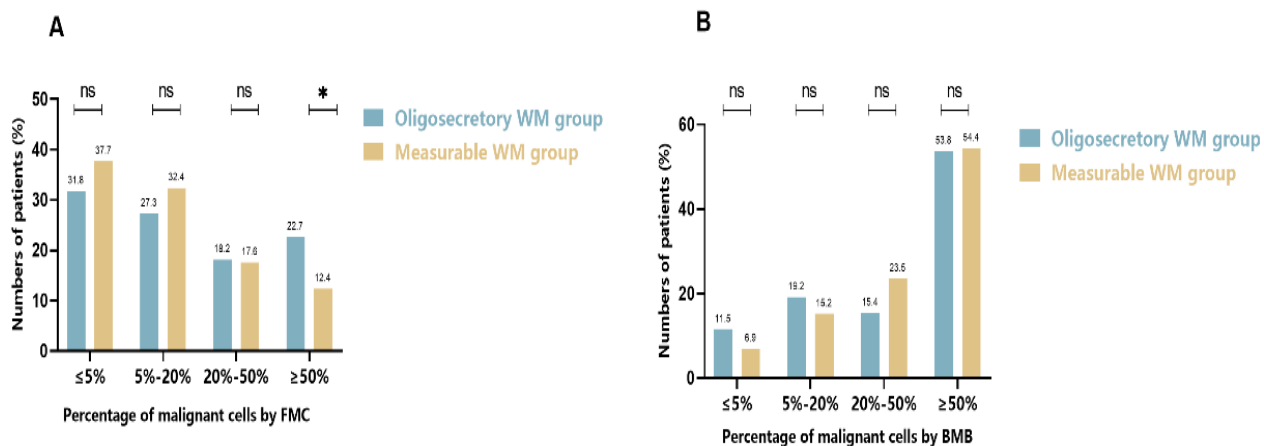 A
ns
ns
ns
*
50
40
30
20
10
0
Numbers of patients (%)
31.8
37.7
27.3
32.4
18.2
17.6
22.7
12.4
≤5%
5%-20%
20%-50%
≥50%
Percentage of malignant cells by FMC
Oligosecretory WM group
Measurable WM group
B
ns
ns
ns
ns
60
40
20
0
Numbers of patients (%)
11.5
6.9
19.2
15.2
15.4
23.5
53.8
54.4
≤5%
5%-20%
20%-50%
≥50%
Percentage of malignant cells by BMB
Oligosecretory WM group
Measurable WM group